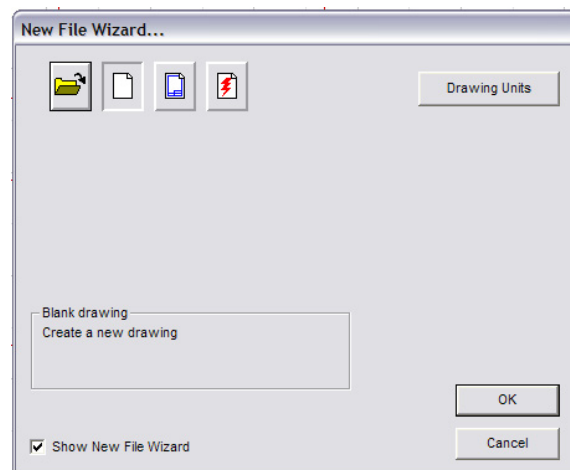 New File Wizard...
Drawing Units
Blank drawing
Create a new drawing
OK
Show New File Wizard
Cancel